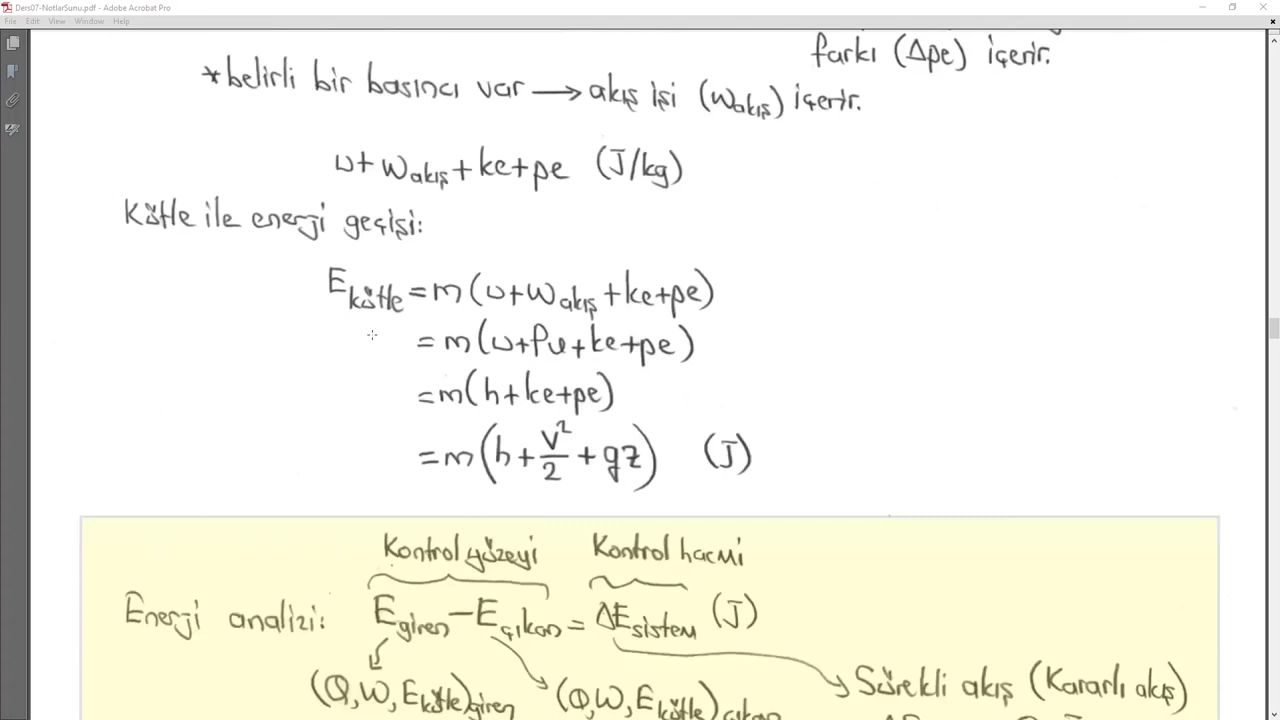 Ders07-NotlarSunu.pdf - Adobe Acrobat Pro
File Edit View Window Help
farkı (Δpe) içerir.
*belirli bir basıncı var → akış işi (wakış) içerir.
u+wakış+ke+pe (J/kg)
Kütle ile enerji geçişi:
Ekütle=m(u+wakış+ke+pe)
=m(u+Pv+ke+pe)
=m(h+ke+pe)
=m(h+V²/2+gz) (J)
Kontrol yüzeyi Kontrol hacmi
Enerji analizi: Egiren-Eçıkan=ΔEsistem (J)
Sürekli akış (Kararlı akış)
(Q,W,Ekütle)giren (Q,W,Ekütle)çıkan